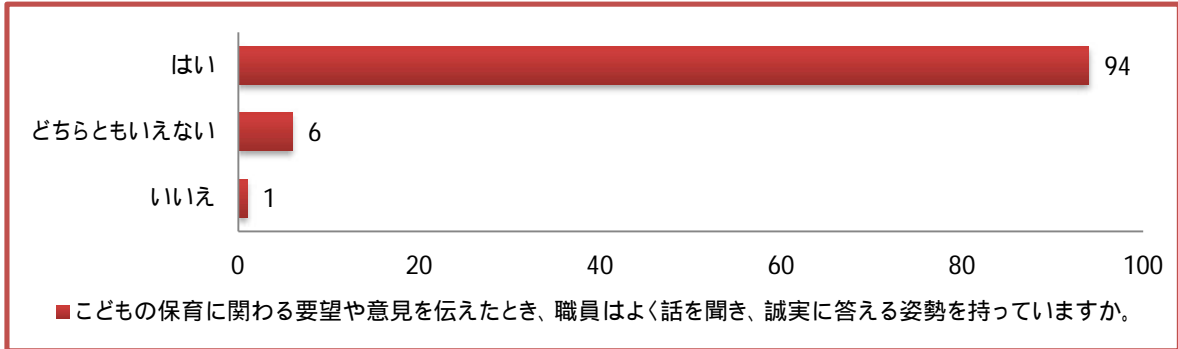 はい 94
どちらともいえない 6
いいえ 1
0 20 40 60 80 100
こどもの保育に関わる要望や意見を伝えたとき、職員はよく話を聞き、誠実に答える姿勢を持っていますか。